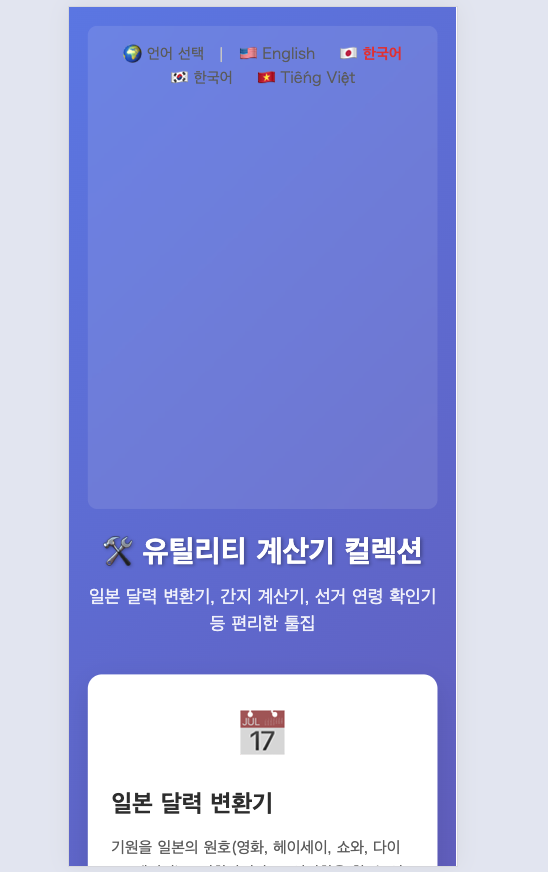 언어 선택 | English 한국어
한국어 Tiếng Việt
유틸리티 계산기 컬렉션
일본 달력 변환기, 간지 계산기, 선거 연령 확인기
등 편리한 툴집
JUL
17
일본 달력 변환기
기원을 일본의 원호(영화, 헤이세이, 쇼와, 다이